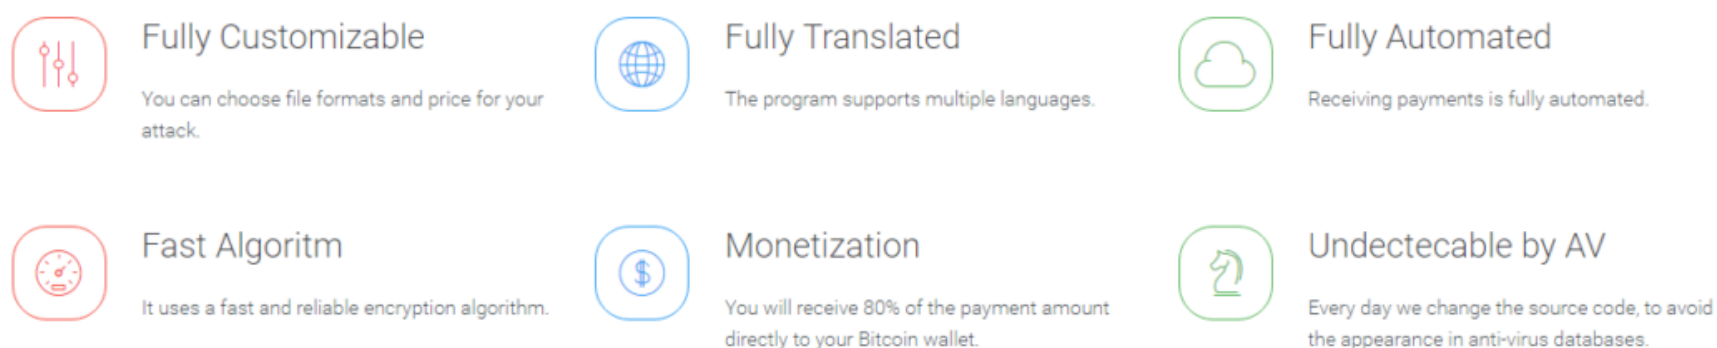 Fully Customizable
You can choose file formats and price for your
attack.
Fully Translated
The program supports multiple languages.
Fully Automated
Receiving payments is fully automated.
Fast Algoritm
It uses a fast and reliable encryption algorithm.
Monetization
You will receive 80% of the payment amount
directly to your Bitcoin wallet.
Undectecable by AV
Every day we change the source code, to avoid
the appearance in anti-virus databases.